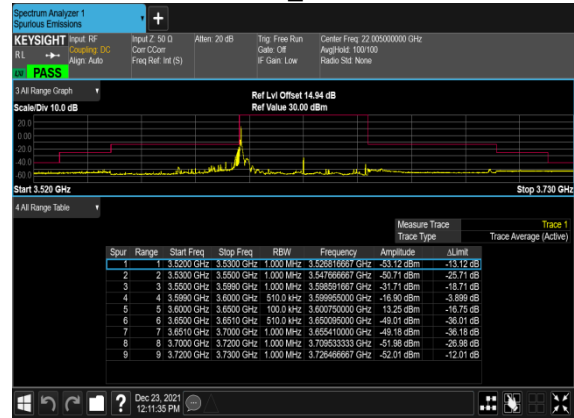 Spectrum Analyzer 1
Spurious Emissions
KEYSIGHT Input: RF Input Z: 50 Ω Atten: 20 dB Trig: Free Run Center Freq: 22.005000000 GHz
RL Coupling: DC Corr CCorr Gate: Off Avg|Hold: 100/100
Align: Auto Freq Ref: Int (S) IF Gain: Low Radio Std: None
PASS
3 All Range Graph
Ref Lvl Offset 14.94 dB
Scale/Div 10.0 dB Ref Value 30.00 dBm
20.0
0.00
-20.0
-40.0
-60.0
Start 3.520 GHz Stop 3.730 GHz
4 All Range Table
Measure Trace Trace 1
Trace Type Trace Average (Active)
Spur Range Start Freq Stop Freq RBW Frequency Amplitude ΔLimit
1 1 3.5200 GHz 3.5300 GHz 1.000 MHz 3.526816667 GHz -53.12 dBm -13.12 dB
2 2 3.5300 GHz 3.5500 GHz 1.000 MHz 3.547666667 GHz -50.71 dBm -25.71 dB
3 3 3.5500 GHz 3.5990 GHz 1.000 MHz 3.598591667 GHz -31.71 dBm -18.71 dB
4 4 3.5990 GHz 3.6000 GHz 510.0 kHz 3.599955000 GHz -16.90 dBm -3.899 dB
5 5 3.6000 GHz 3.6500 GHz 100.0 kHz 3.600750000 GHz 13.25 dBm -16.75 dB
6 6 3.6500 GHz 3.6510 GHz 510.0 kHz 3.650095000 GHz -49.01 dBm -36.01 dB
7 7 3.6510 GHz 3.7000 GHz 1.000 MHz 3.655410000 GHz -49.18 dBm -36.18 dB
8 8 3.7000 GHz 3.7200 GHz 1.000 MHz 3.709533333 GHz -51.98 dBm -26.98 dB
9 9 3.7200 GHz 3.7300 GHz 1.000 MHz 3.726466667 GHz -52.01 dBm -12.01 dB
Dec 23, 2021
12:11:35 PM